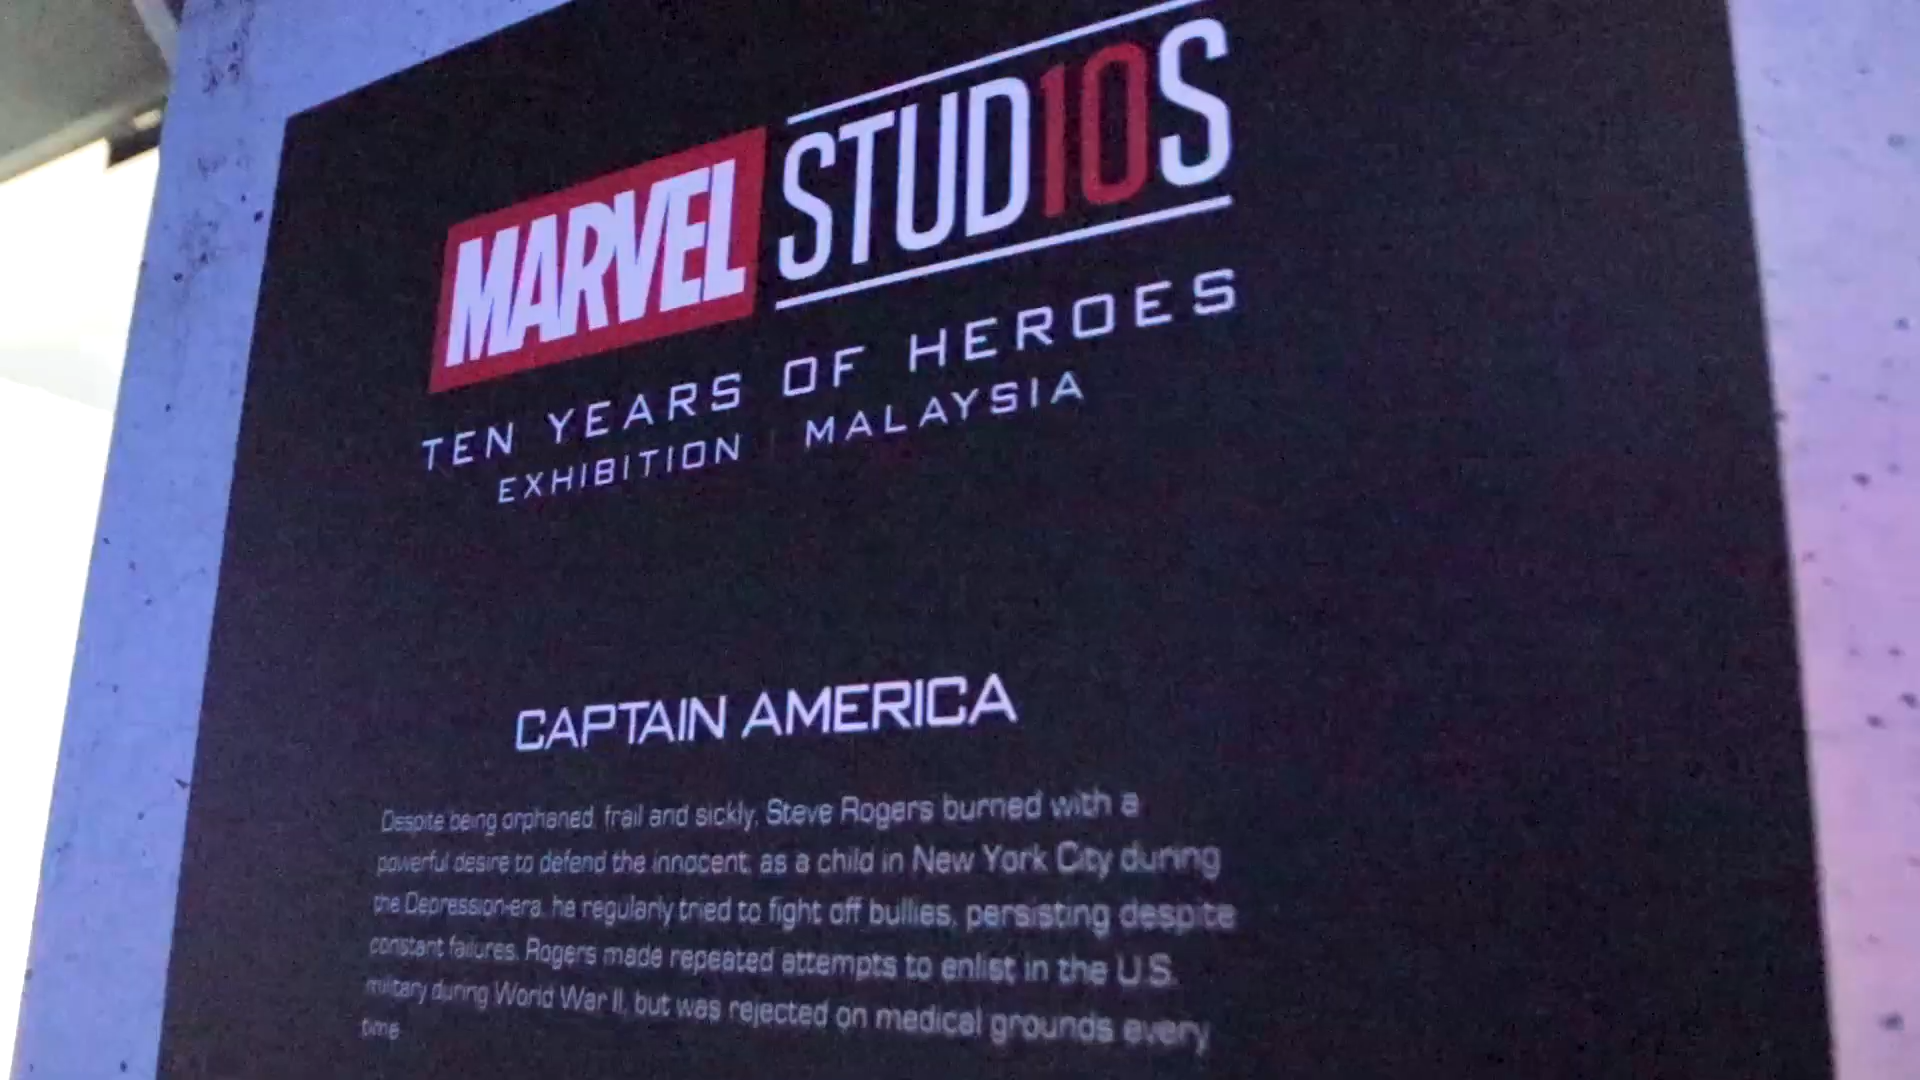 MARVEL STUD10S
TEN YEARS OF HEROES
EXHIBITION | MALAYSIA
CAPTAIN AMERICA
Despite being orphaned, frail and sickly, Steve Rogers burned with a
powerful desire to defend the innocent; as a child in New York City during
the Depression-era, he regularly tried to fight off bullies, persisting despite
constant failures. Rogers made repeated attempts to enlist in the U.S.
military during World War II, but was rejected on medical grounds every
time